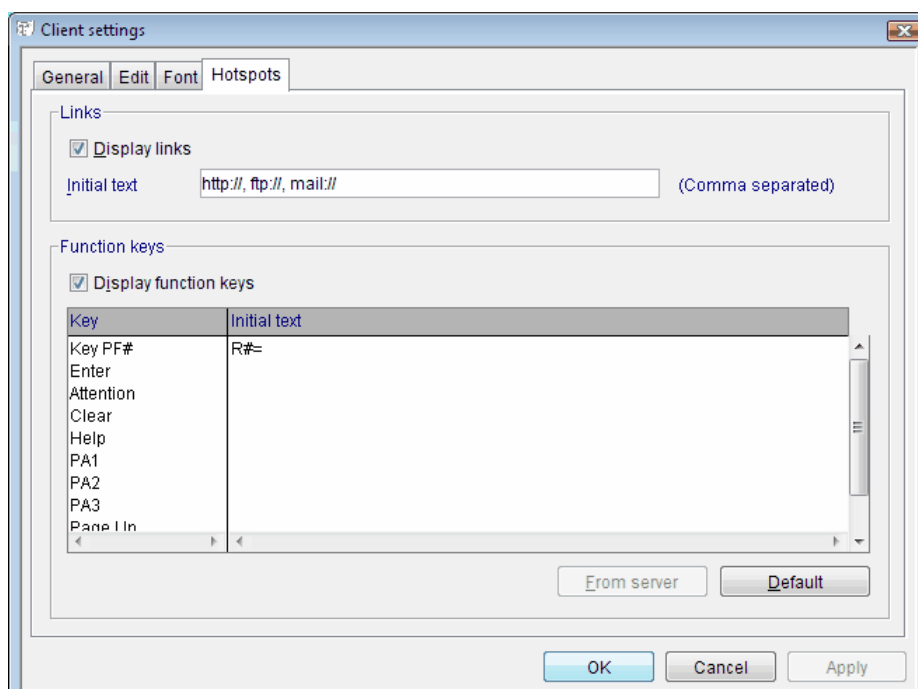 Client settings
General Edit Font Hotspots
Links
Display links
Initial text http://, ftp://, mail:// (Comma separated)
Function keys
Display function keys
Key Initial text
Key PF# R#=
Enter
Attention
Clear
Help
PA1
PA2
PA3
Page Up
From server Default
OK Cancel Apply